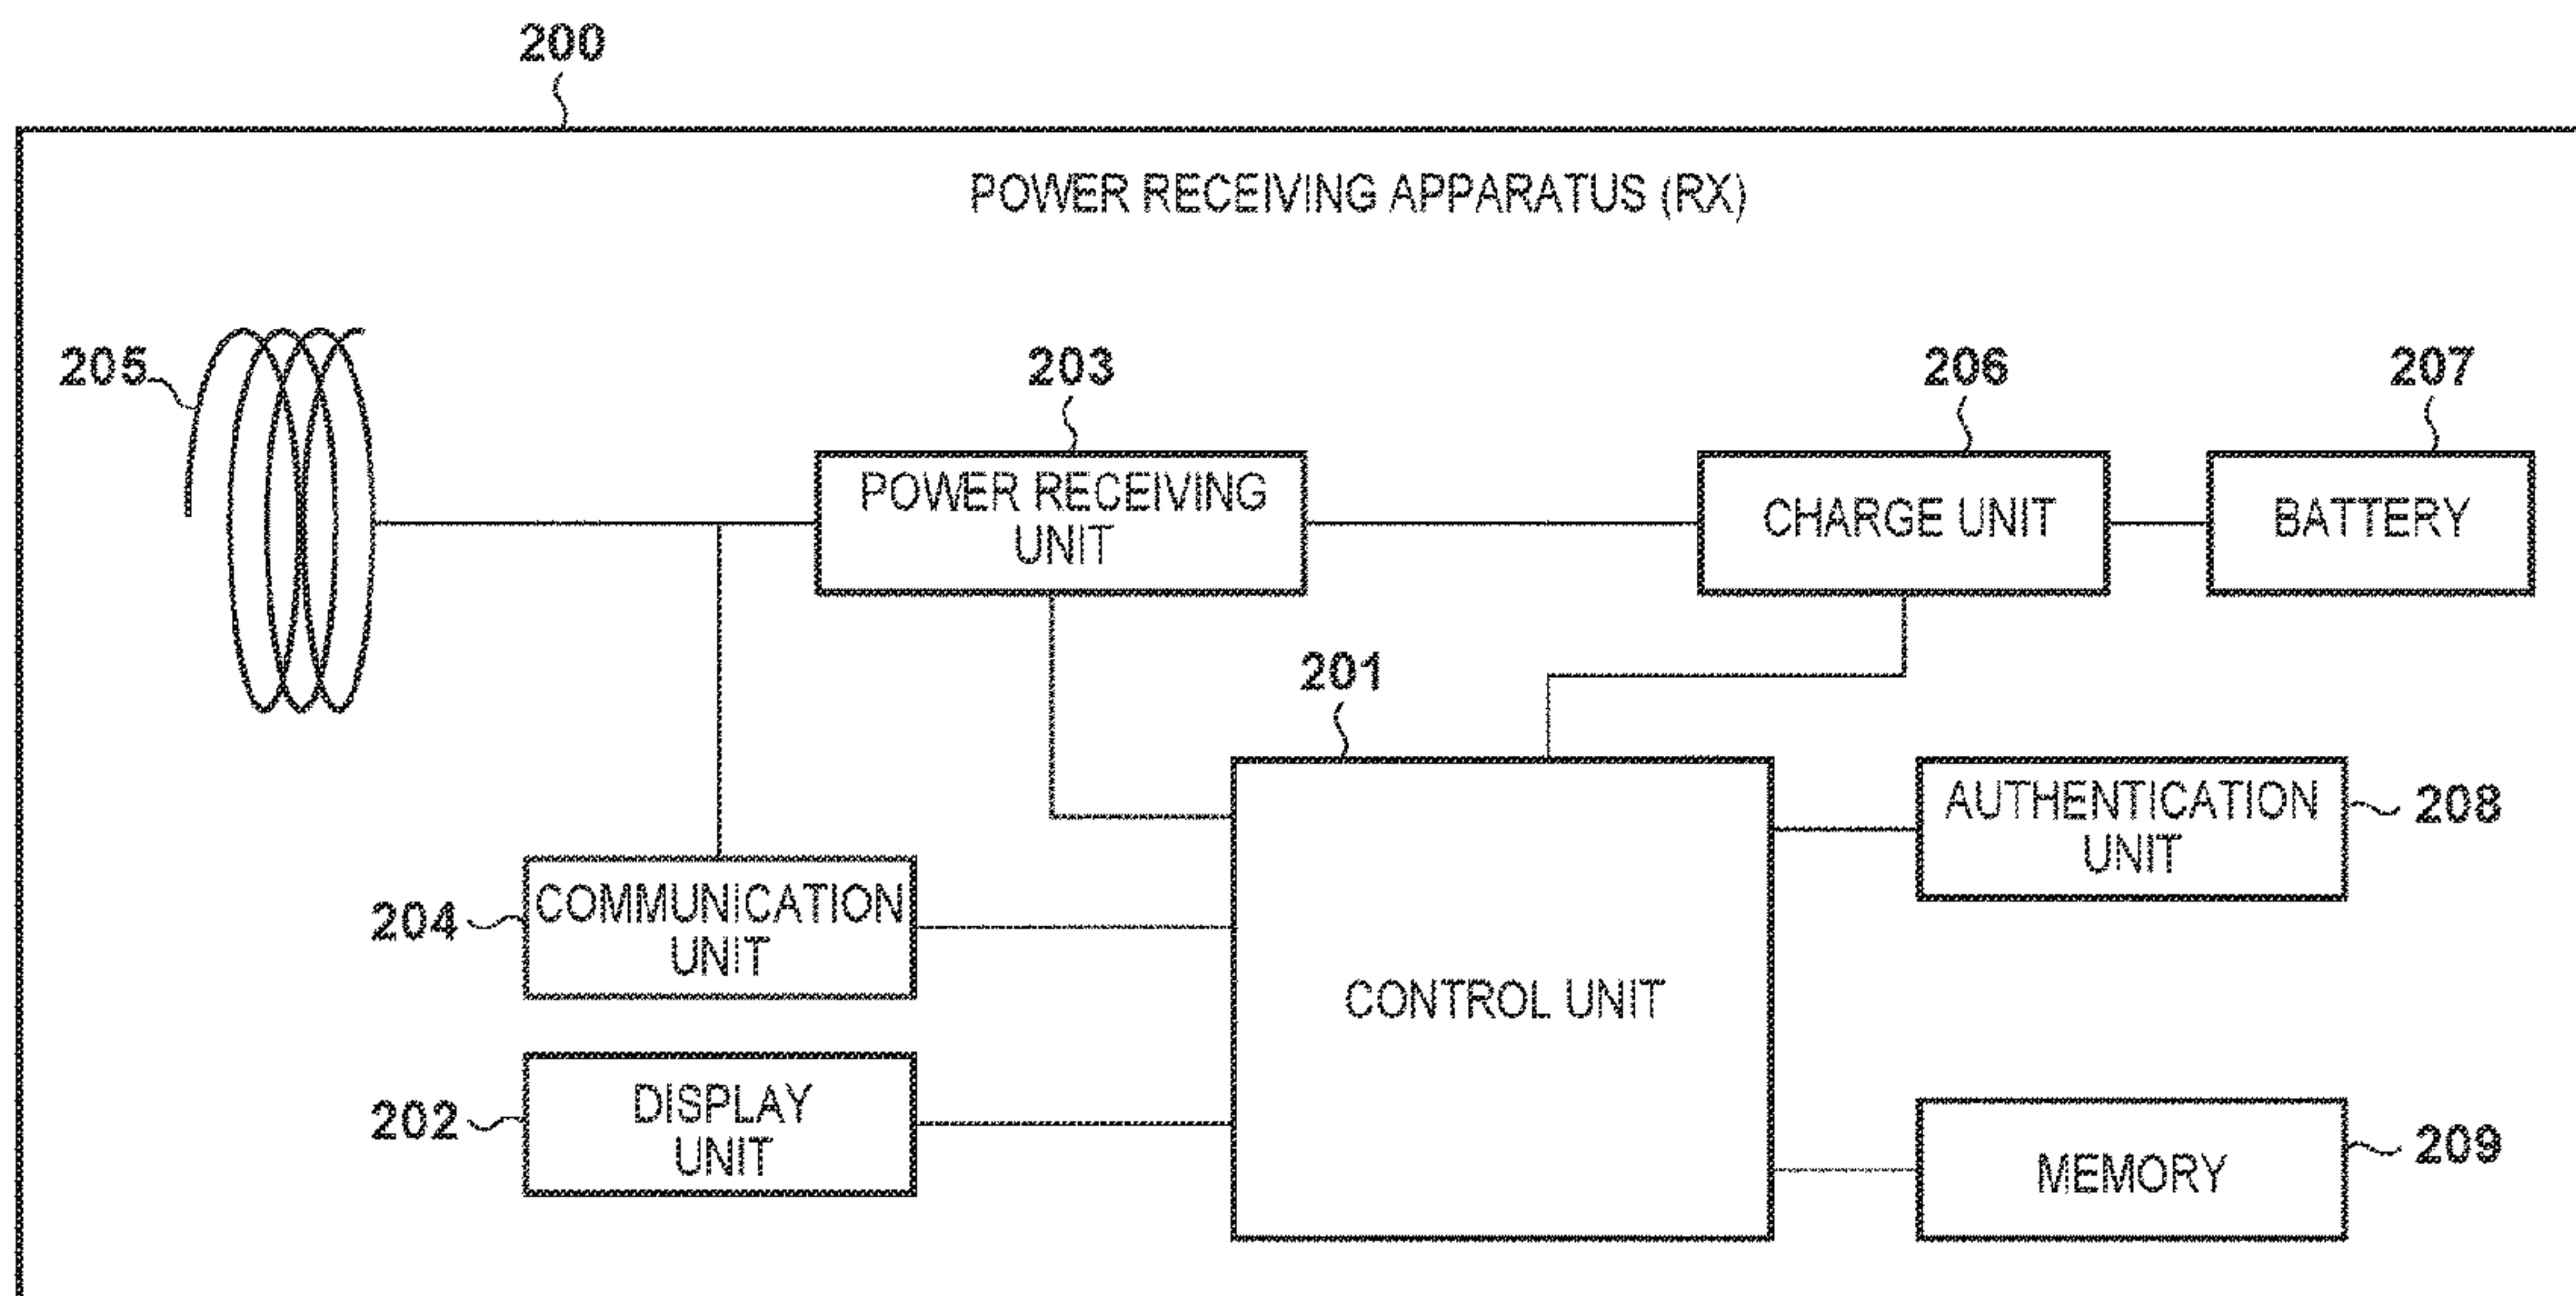 200
POWER RECEIVING APPARATUS (RX)
205
203
206
207
POWER RECEIVING
UNIT
CHARGE UNIT
BATTERY
201
AUTHENTICATION
UNIT
208
204
COMMUNICATION
UNIT
CONTROL UNIT
202
DISPLAY
UNIT
MEMORY
209